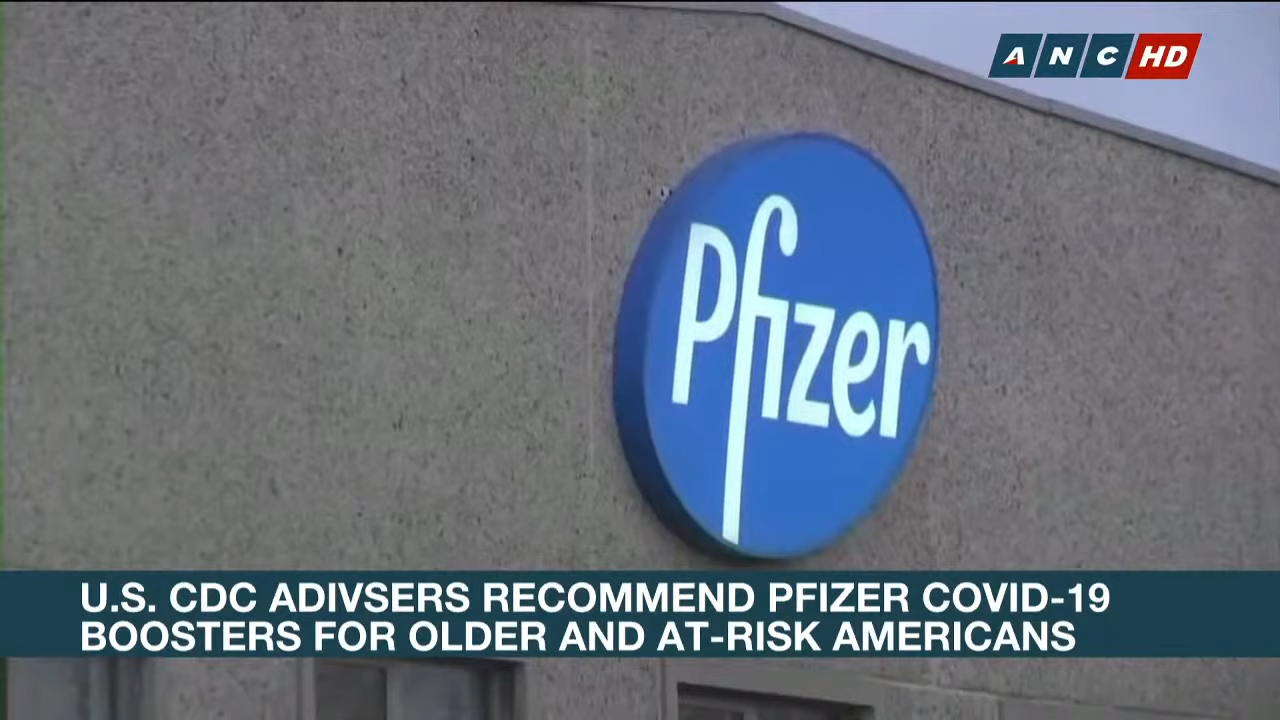 ANC HD
Pfizer
U.S. CDC ADIVSERS RECOMMEND PFIZER COVID-19
BOOSTERS FOR OLDER AND AT-RISK AMERICANS